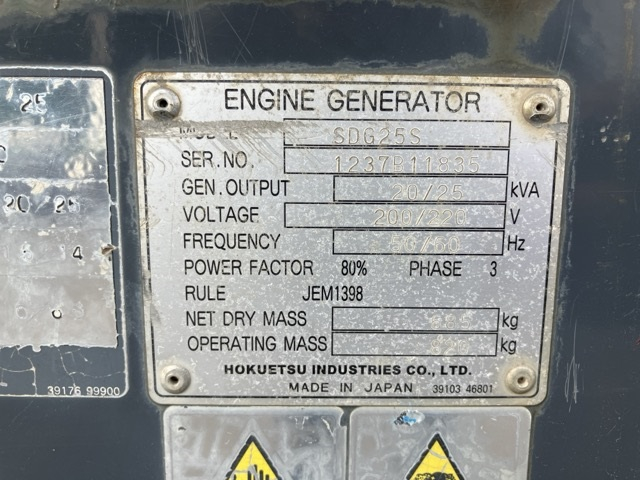 ENGINE GENERATOR
MODEL SDG25S
SER.NO. 1237B11835
GEN.OUTPUT 20/25 kVA
VOLTAGE 200/220 V
FREQUENCY 50/60 Hz
POWER FACTOR 80% PHASE 3
RULE JEM1398
NET DRY MASS kg
OPERATING MASS kg
HOKUETSU INDUSTRIES CO., LTD.
MADE IN JAPAN 39103 46801
25
20/25
4
39176 99900